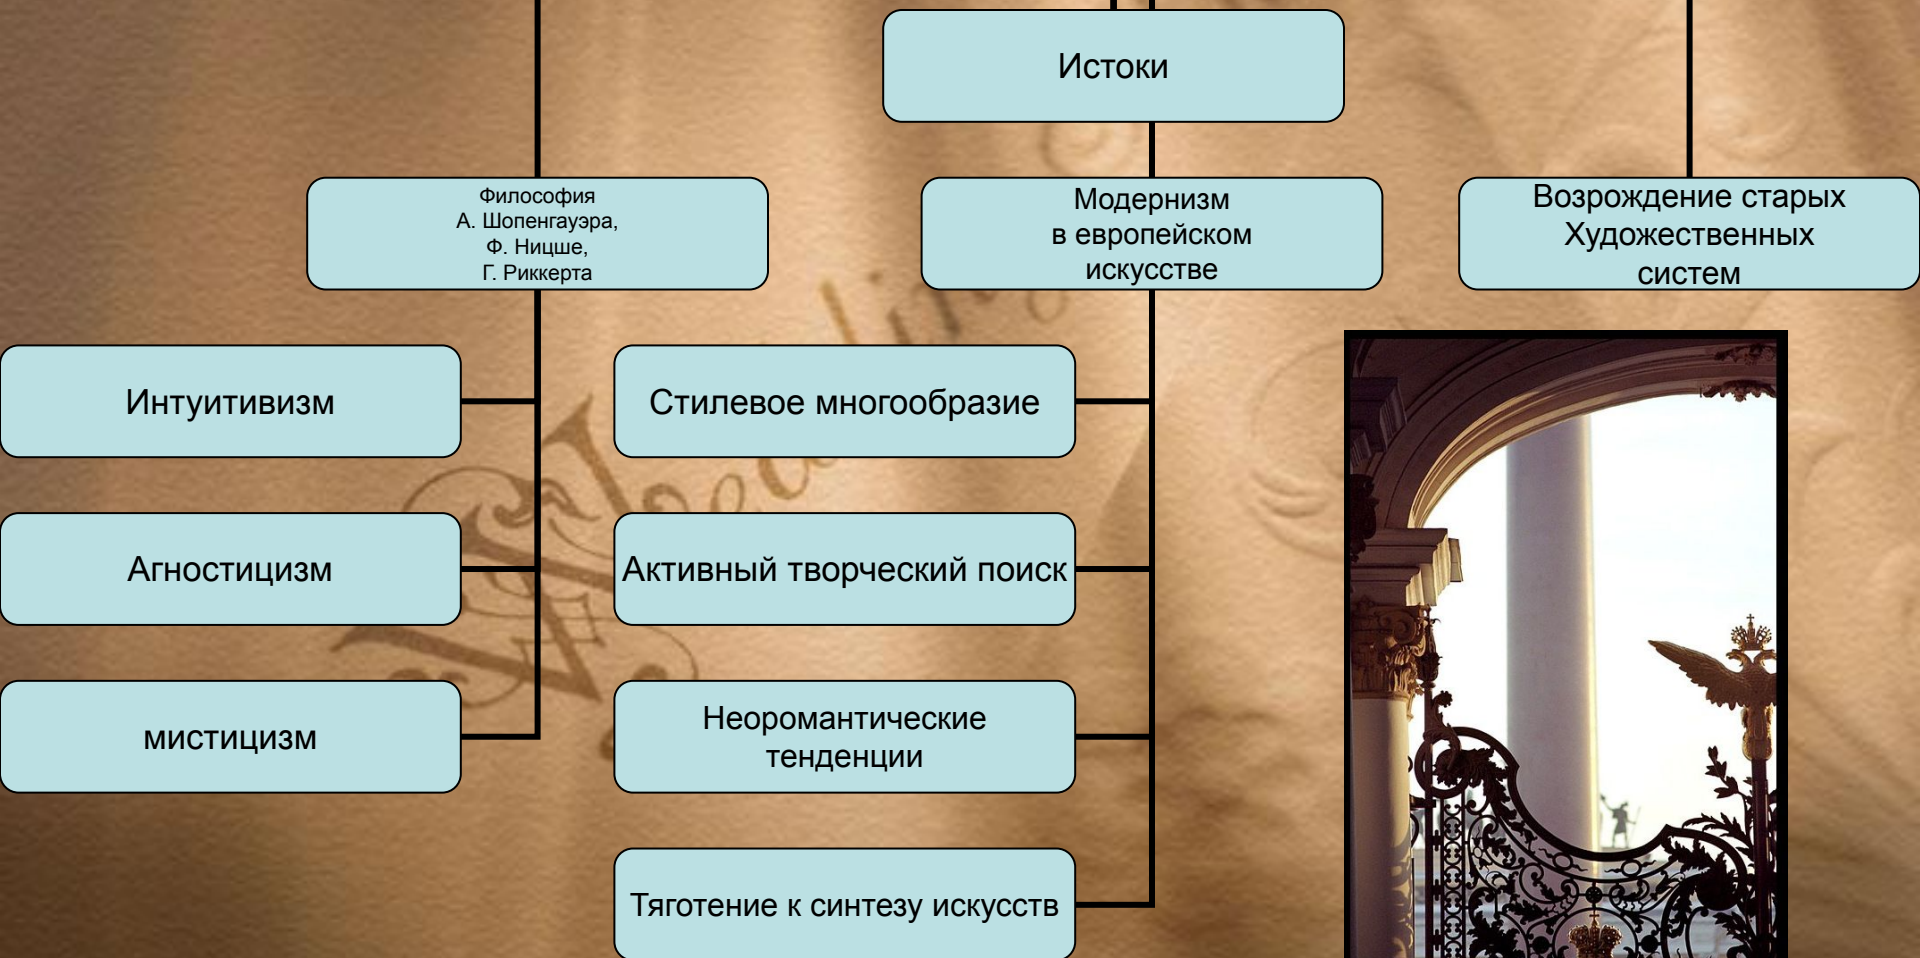 Истоки
Философия
А. Шопенгауэра,
Ф. Ницше,
Г. Риккерта
Модернизм
в европейском
искусстве
Возрождение старых
Художественных
систем
Интуитивизм
Стилевое многообразие
Агностицизм
Активный творческий поиск
мистицизм
Неоромантические
тенденции
Тяготение к синтезу искусств